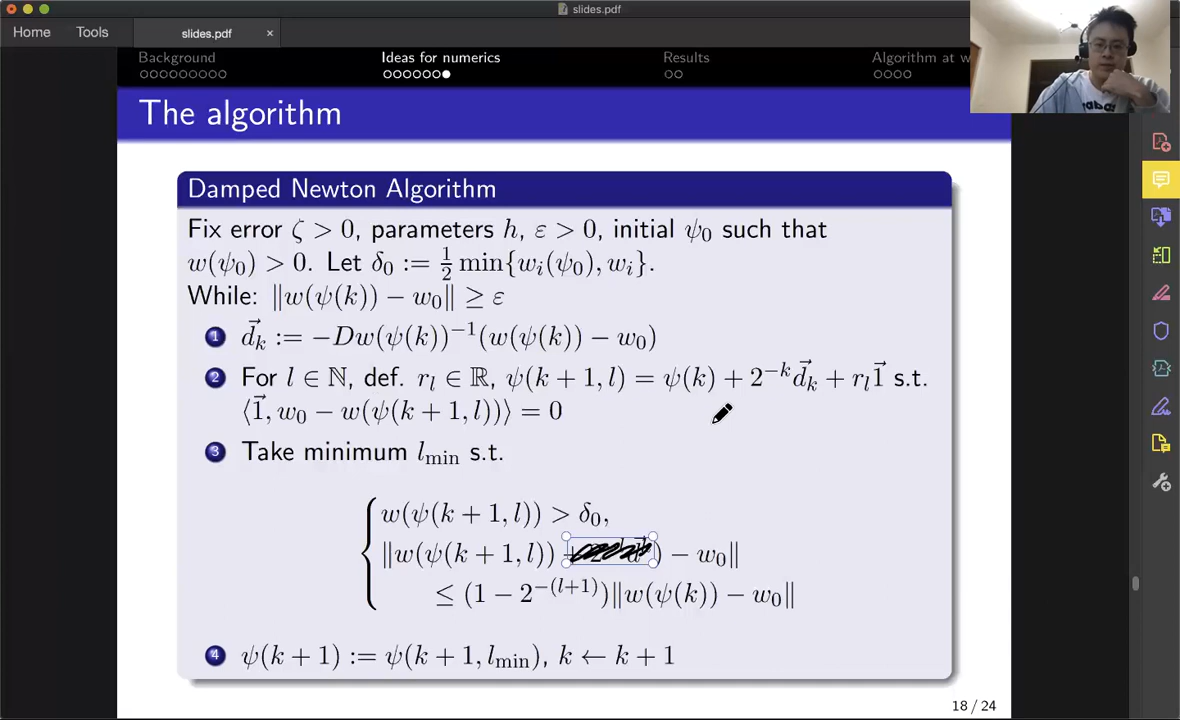 slides.pdf
Home Tools slides.pdf ×
Background Ideas for numerics Results Algorithm at w
The algorithm
Damped Newton Algorithm
Fix error ζ > 0, parameters h, ε > 0, initial ψ₀ such that
w(ψ₀) > 0. Let δ₀ := ½ min{wᵢ(ψ₀), wᵢ}.
While: ‖w(ψ(k)) − w₀‖ ≥ ε
1 d⃗ₖ := −Dw(ψ(k))⁻¹(w(ψ(k)) − w₀)
2 For l ∈ ℕ, def. rₗ ∈ ℝ, ψ(k + 1, l) = ψ(k) + 2⁻ᵏd⃗ₖ + rₗ1⃗ s.t.
⟨1⃗, w₀ − w(ψ(k + 1, l))⟩ = 0
3 Take minimum l_min s.t.
w(ψ(k + 1, l)) > δ₀,
‖w(ψ(k + 1, l)) ) − w₀‖
≤ (1 − 2^−(l+1))‖w(ψ(k)) − w₀‖
4 ψ(k + 1) := ψ(k + 1, l_min), k ← k + 1
18 / 24